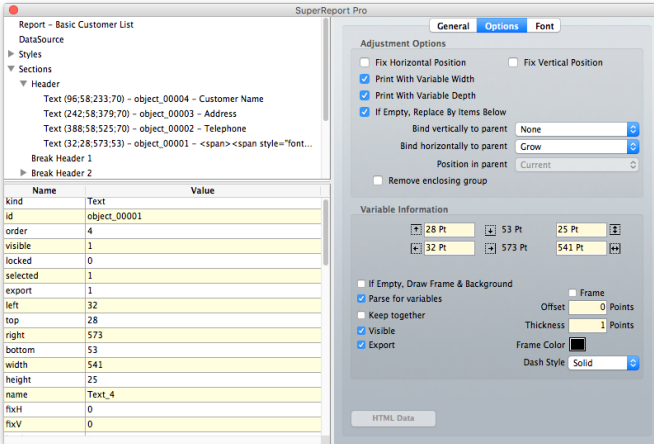 SuperReport Pro
Report - Basic Customer List
DataSource
Styles
Sections
Header
Text (96;58;233;70) - object_00004 - Customer Name
Text (242;58;379;70) - object_00003 - Address
Text (388;58;525;70) - object_00002 - Telephone
Text (32;28;573;53) - object_00001 - <span><span style="font...
Break Header 1
Break Header 2
Name Value
kind Text
id object_00001
order 4
visible 1
locked 0
selected 1
export 1
left 32
top 28
right 573
bottom 53
width 541
height 25
name Text_4
fixH 0
fixV 0
General Options Font
Adjustment Options
Fix Horizontal Position Fix Vertical Position
Print With Variable Width
Print With Variable Depth
If Empty, Replace By Items Below
Bind vertically to parent None
Bind horizontally to parent Grow
Position in parent Current
Remove enclosing group
Variable Information
28 Pt 53 Pt 25 Pt
32 Pt 573 Pt 541 Pt
If Empty, Draw Frame & Background
Parse for variables
Keep together
Visible
Export
Frame
Offset 0 Points
Thickness 1 Points
Frame Color
Dash Style Solid
HTML Data